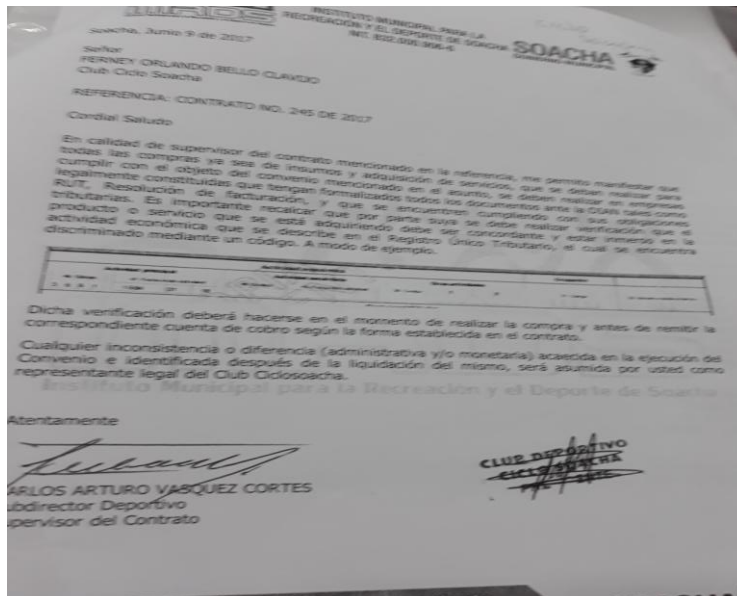 INSTITUTO MUNICIPAL PARA LA
RECREACIÓN Y EL DEPORTE DE SOACHA
SOACHA
Soacha, Junio 9 de 2017
Señor
FERNEY ORLANDO BELLO CLAVIJO
Club Ciclo Soacha
REFERENCIA: CONTRATO NO. 245 DE 2017
Cordial Saludo
En calidad de supervisor del contrato mencionado en la referencia, me permito manifestar que
todas las compras ya sea de insumos y adquisición de servicios, que se deban realizar para
cumplir con el objeto del convenio mencionado en el asunto, se deben realizar en empresas
legalmente constituidas que tengan formalizados todos los documentos ante la DIAN tales como
RUT, Resolución de facturación, y que se encuentren cumpliendo con sus obligaciones
tributarias. Es importante recalcar que por parte suya se debe realizar verificación que el
producto o servicio que se está adquiriendo debe ser concordante y estar inmerso en la
actividad económica que se describe en el Registro Único Tributario, el cual se encuentra
discriminado mediante un código. A modo de ejemplo.
Dicha verificación deberá hacerse en el momento de realizar la compra y antes de remitir la
correspondiente cuenta de cobro según la forma establecida en el contrato.
Cualquier inconsistencia o diferencia (administrativa y/o monetaria) acaecida en la ejecución del
Convenio e identificada después de la liquidación del mismo, será asumida por usted como
representante legal del Club Ciclosoacha.
Instituto Municipal para la Recreación y el Deporte de Soacha
Atentamente
CLUB DEPORTIVO
CICLO SOACHA
ARLOS ARTURO VASQUEZ CORTES
ubdirector Deportivo
upervisor del Contrato